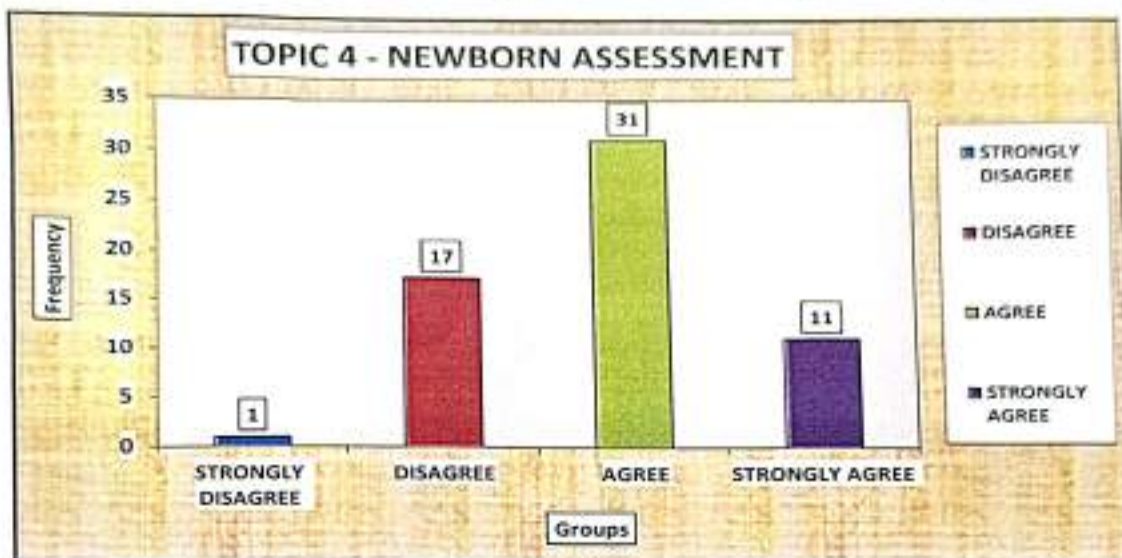 TOPIC 4 - NEWBORN ASSESSMENT
35
30
25
20
15
10
5
0
Frequency
1
17
31
11
STRONGLY
DISAGREE
DISAGREE
AGREE
STRONGLY AGREE
Groups
STRONGLY
DISAGREE
DISAGREE
AGREE
STRONGLY
AGREE